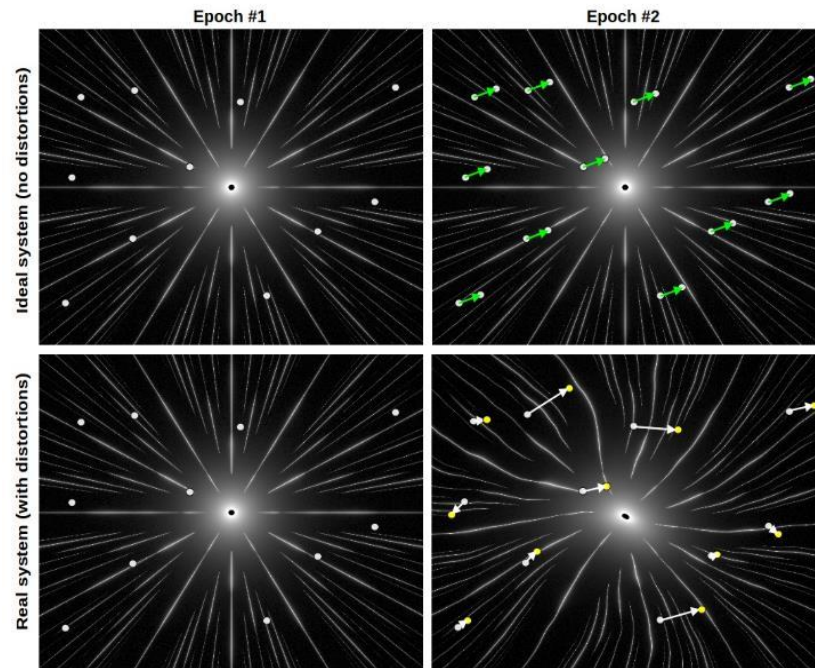 Epoch #1
Epoch #2
Ideal system (no distortions)
Real system (with distortions)